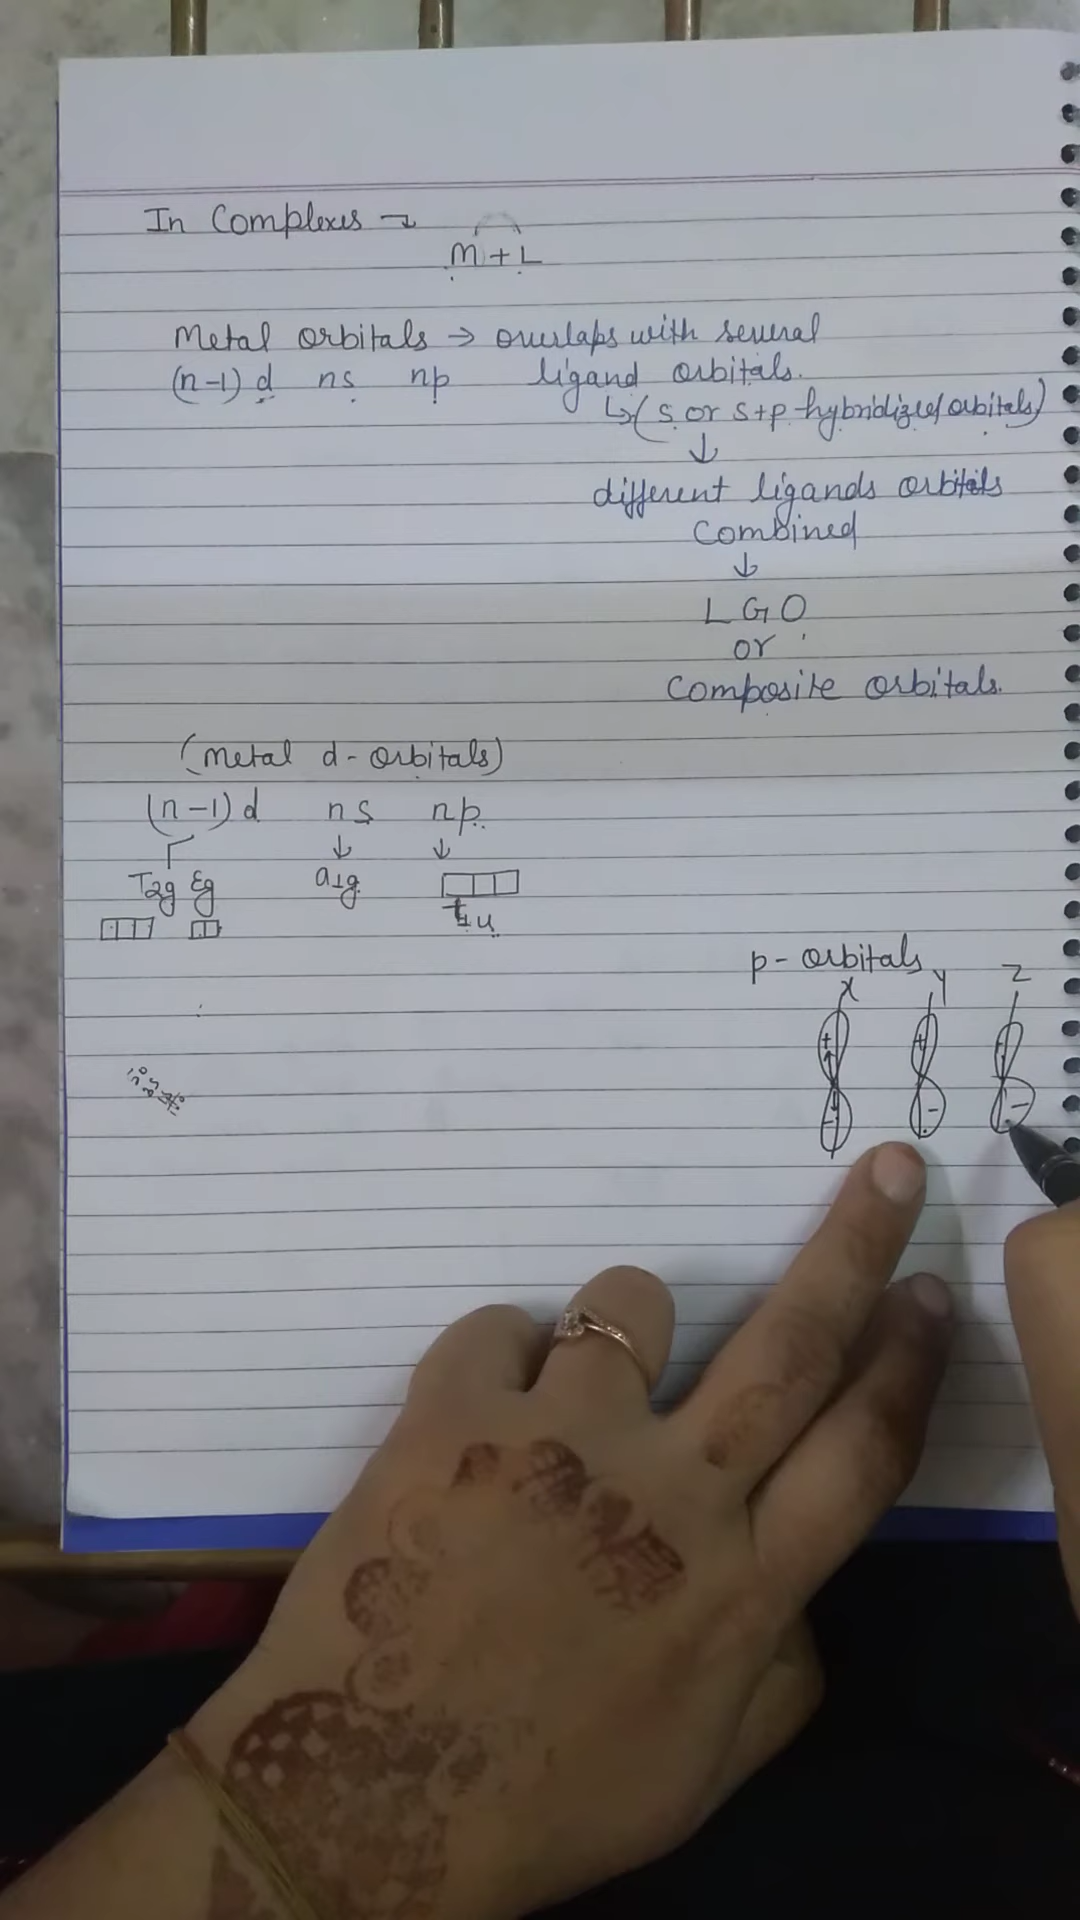 In Complexes →
M + L
Metal orbitals → overlaps with several
(n-1) d ns np ligand orbitals.
↳ (s or s+p hybridized orbitals)
↓
different ligands orbitals
Combined
↓
LGO
or
Composite orbitals.
(Metal d-orbitals)
(n-1) d ns np
↓ ↓
T2g Eg a1g
t1u
p-orbitals
x y z
+ + +
- - -